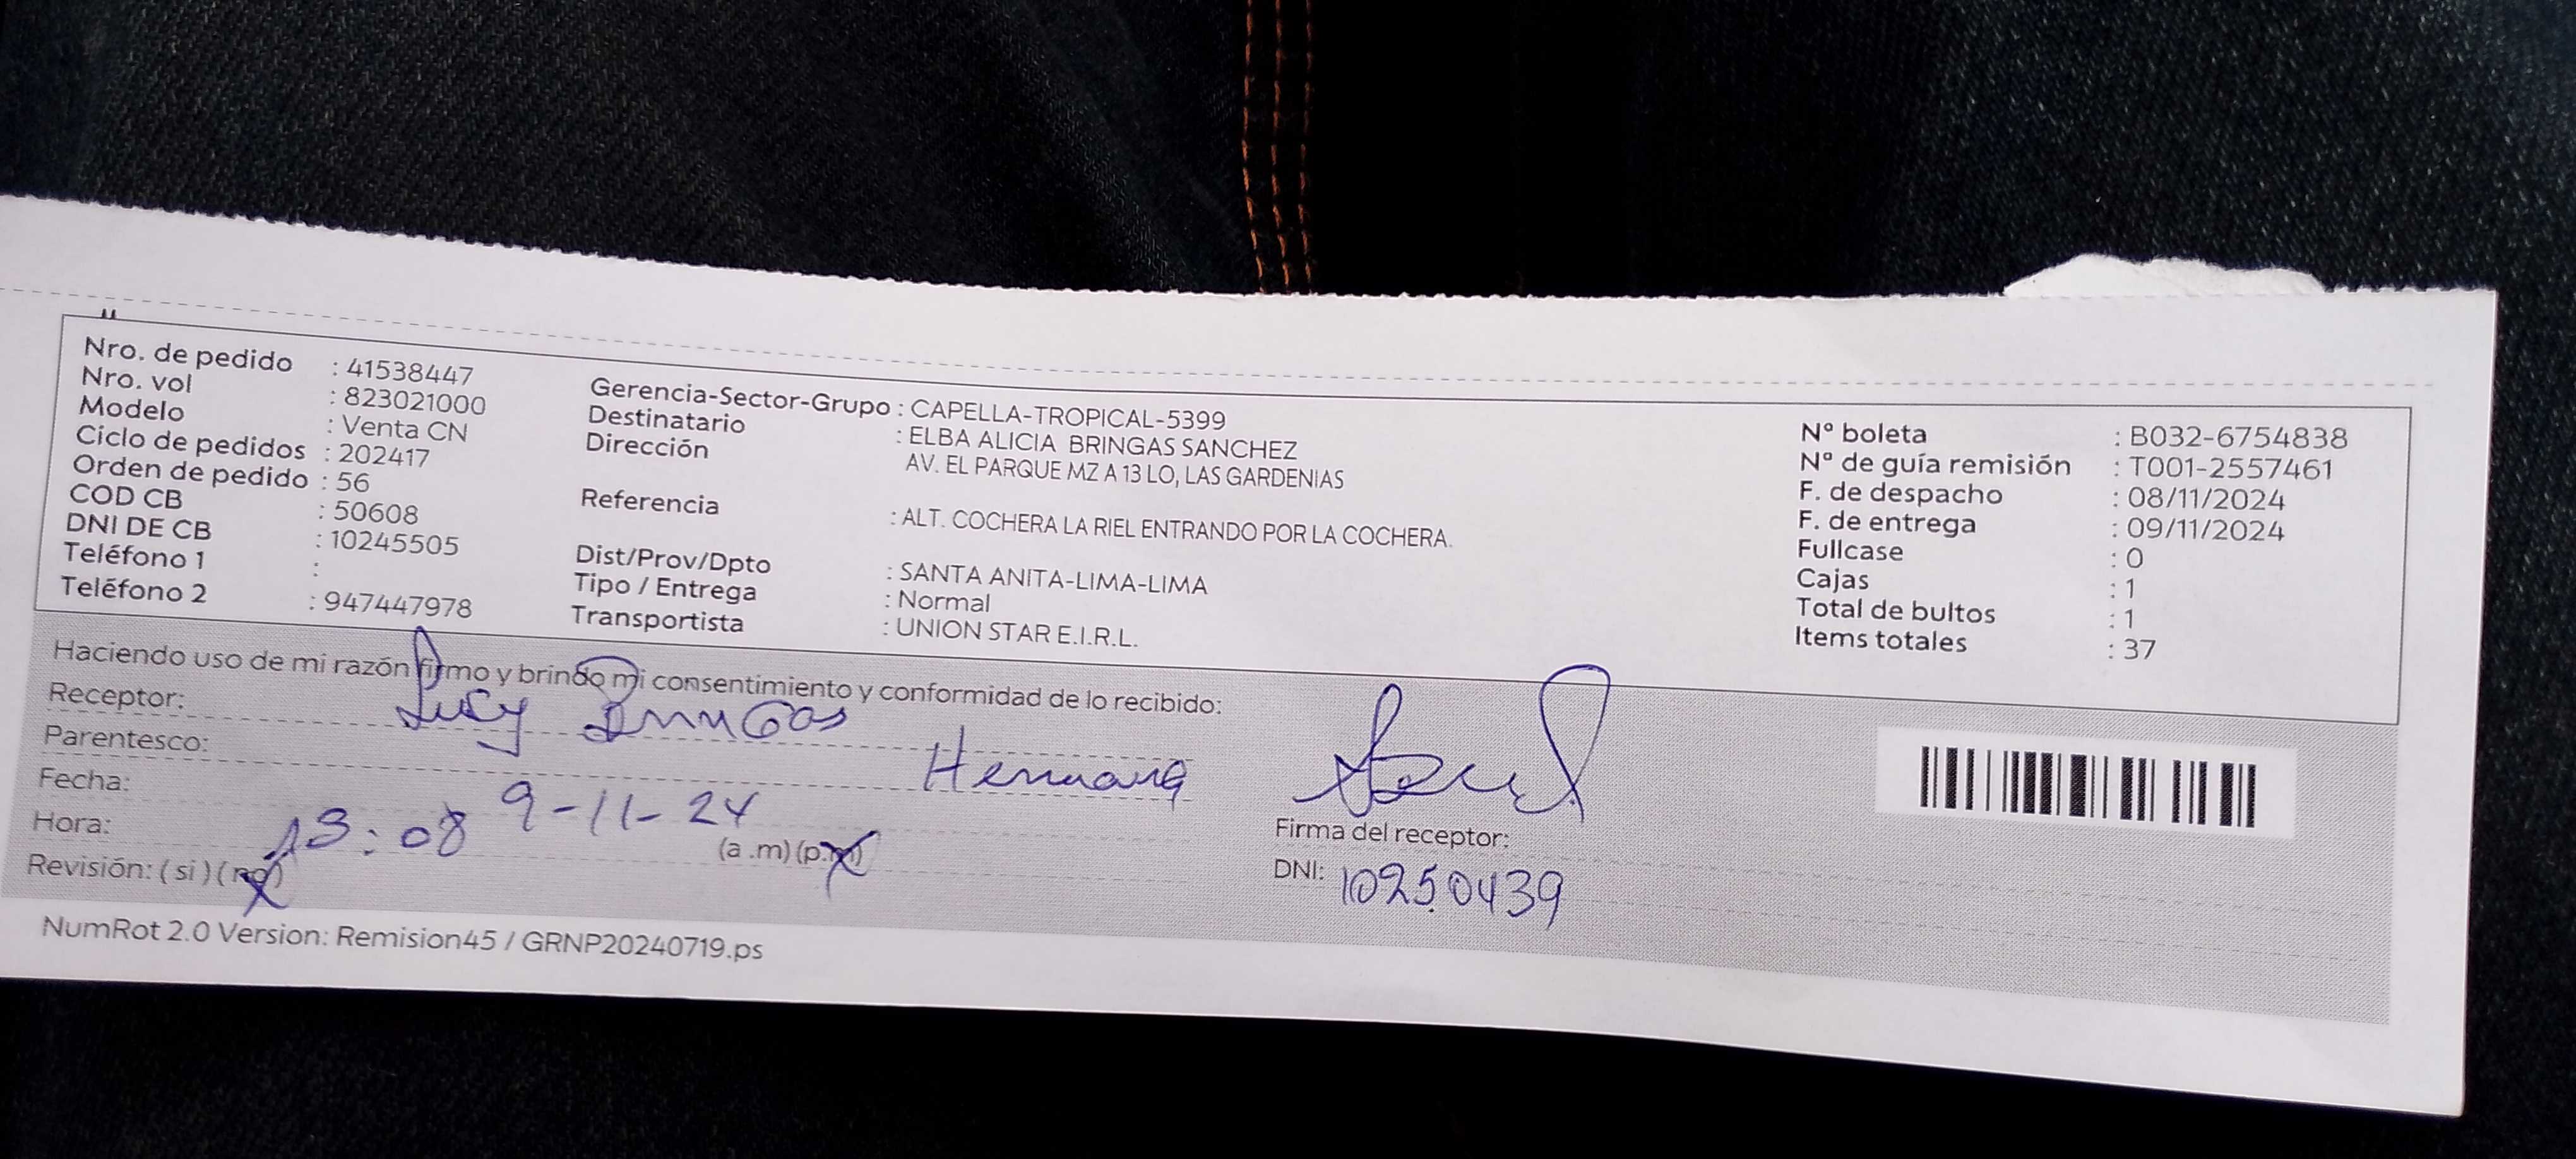 Nro. de pedido : 41538447
Nro. vol : 823021000
Modelo : Venta CN
Ciclo de pedidos : 202417
Orden de pedido : 56
COD CB : 50608
DNI DE CB : 10245505
Teléfono 1 :
Teléfono 2 : 947447978
Gerencia-Sector-Grupo : CAPELLA-TROPICAL-5399
Destinatario : ELBA ALICIA BRINGAS SANCHEZ
Dirección AV. EL PARQUE MZ A 13 LO, LAS GARDENIAS
Referencia : ALT. COCHERA LA RIEL ENTRANDO POR LA COCHERA.
Dist/Prov/Dpto : SANTA ANITA-LIMA-LIMA
Tipo / Entrega : Normal
Transportista : UNION STAR E.I.R.L.
Nº boleta : B032-6754838
Nº de guía remisión : T001-2557461
F. de despacho : 08/11/2024
F. de entrega : 09/11/2024
Fullcase : 0
Cajas : 1
Total de bultos : 1
Items totales : 37
Haciendo uso de mi razón firmo y brindo mi consentimiento y conformidad de lo recibido:
Receptor: Lucy Bringas
Parentesco: Hermana
Fecha: 9-11-24
Hora: 13:08 (a .m) (p.m)
Revisión: ( si ) ( no )
Firma del receptor:
DNI: 10250439
NumRot 2.0 Version: Remision45 / GRNP20240719.ps